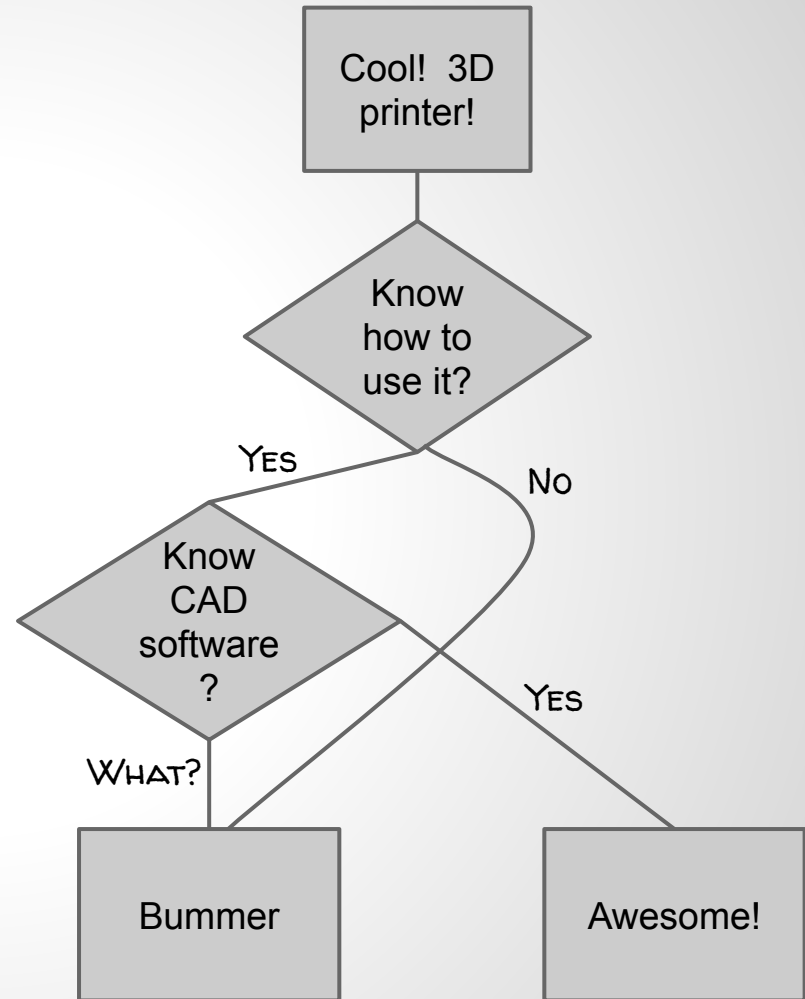 Cool!  3D
printer!
Know
how to
use it?
Yes
No
Know
CAD
software
?
Yes
What?
Bummer
Awesome!